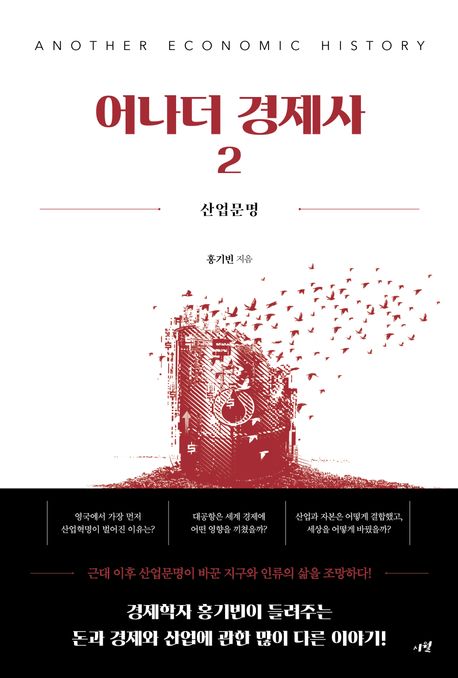 ANOTHER ECONOMIC HISTORY
어나더 경제사
2
산업문명
홍기빈 지음
영국에서 가장 먼저
산업혁명이 벌어진 이유는?
대공항은 세계 경제에
어떤 영향을 끼쳤을까?
산업과 자본은 어떻게 결합했고,
세상을 어떻게 바꿨을까?
근대 이후 산업문명이 바꾼 지구와 인류의 삶을 조망하다!
경제학자 홍기빈이 들려주는
돈과 경제와 산업에 관한 많이 다른 이야기!
시월